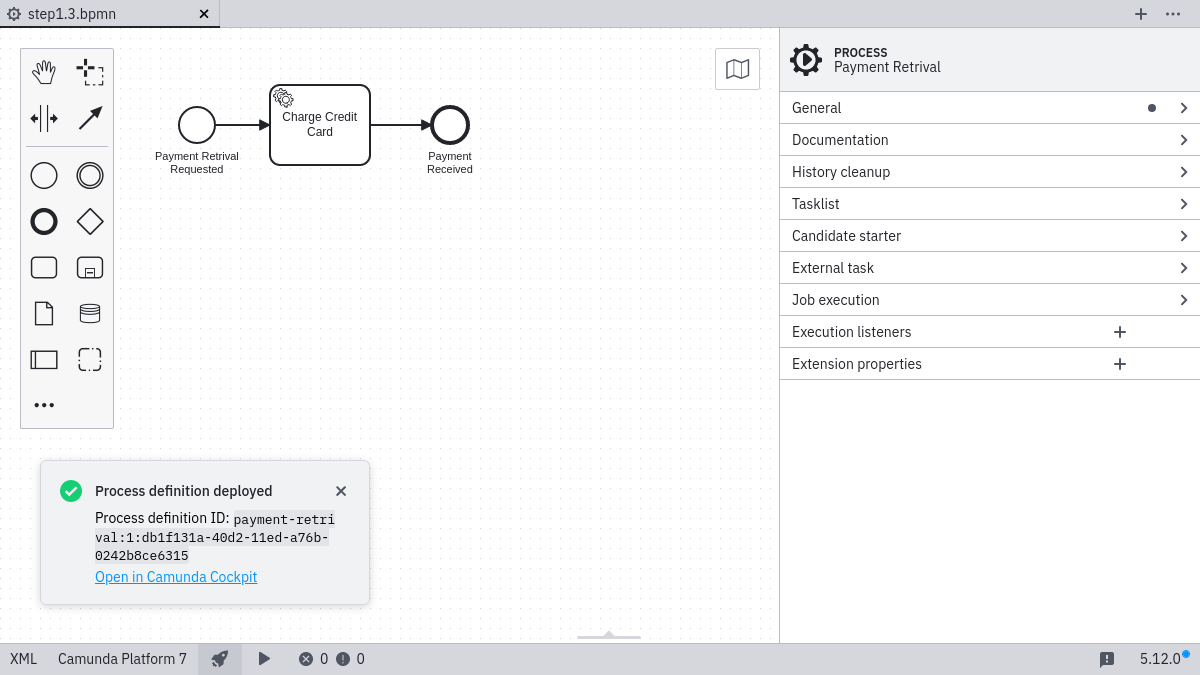 step1.3.bpmn
PROCESS
Payment Retrival
Charge Credit
Card
Payment Retrival
Requested
Payment
Received
General
Documentation
History cleanup
Tasklist
Candidate starter
External task
Job execution
Execution listeners
Extension properties
Process definition deployed
Process definition ID: payment-retri
val:1:db1f131a-40d2-11ed-a76b-
0242b8ce6315
Open in Camunda Cockpit
XML Camunda Platform 7 0 0 5.12.0